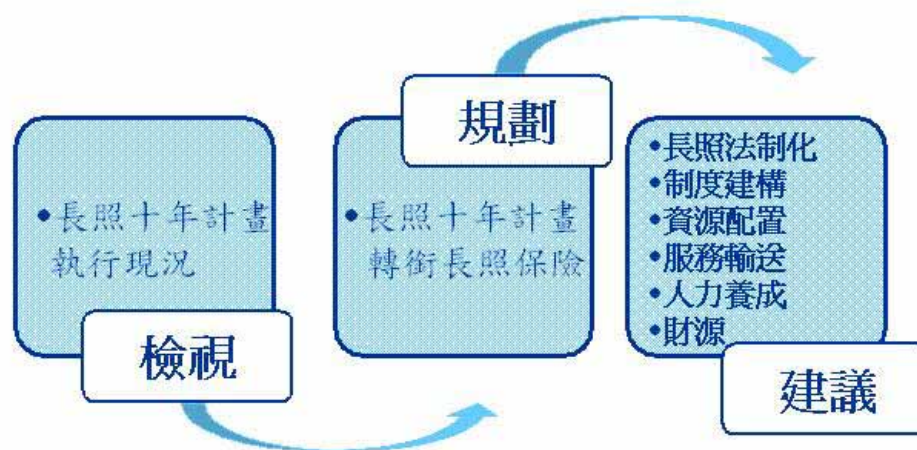 •長照十年計畫
執行現況
檢視
規劃
•長照十年計畫
轉銜長照保險
•長照法制化
•制度建構
•資源配置
•服務輸送
•人力養成
•財源
建議